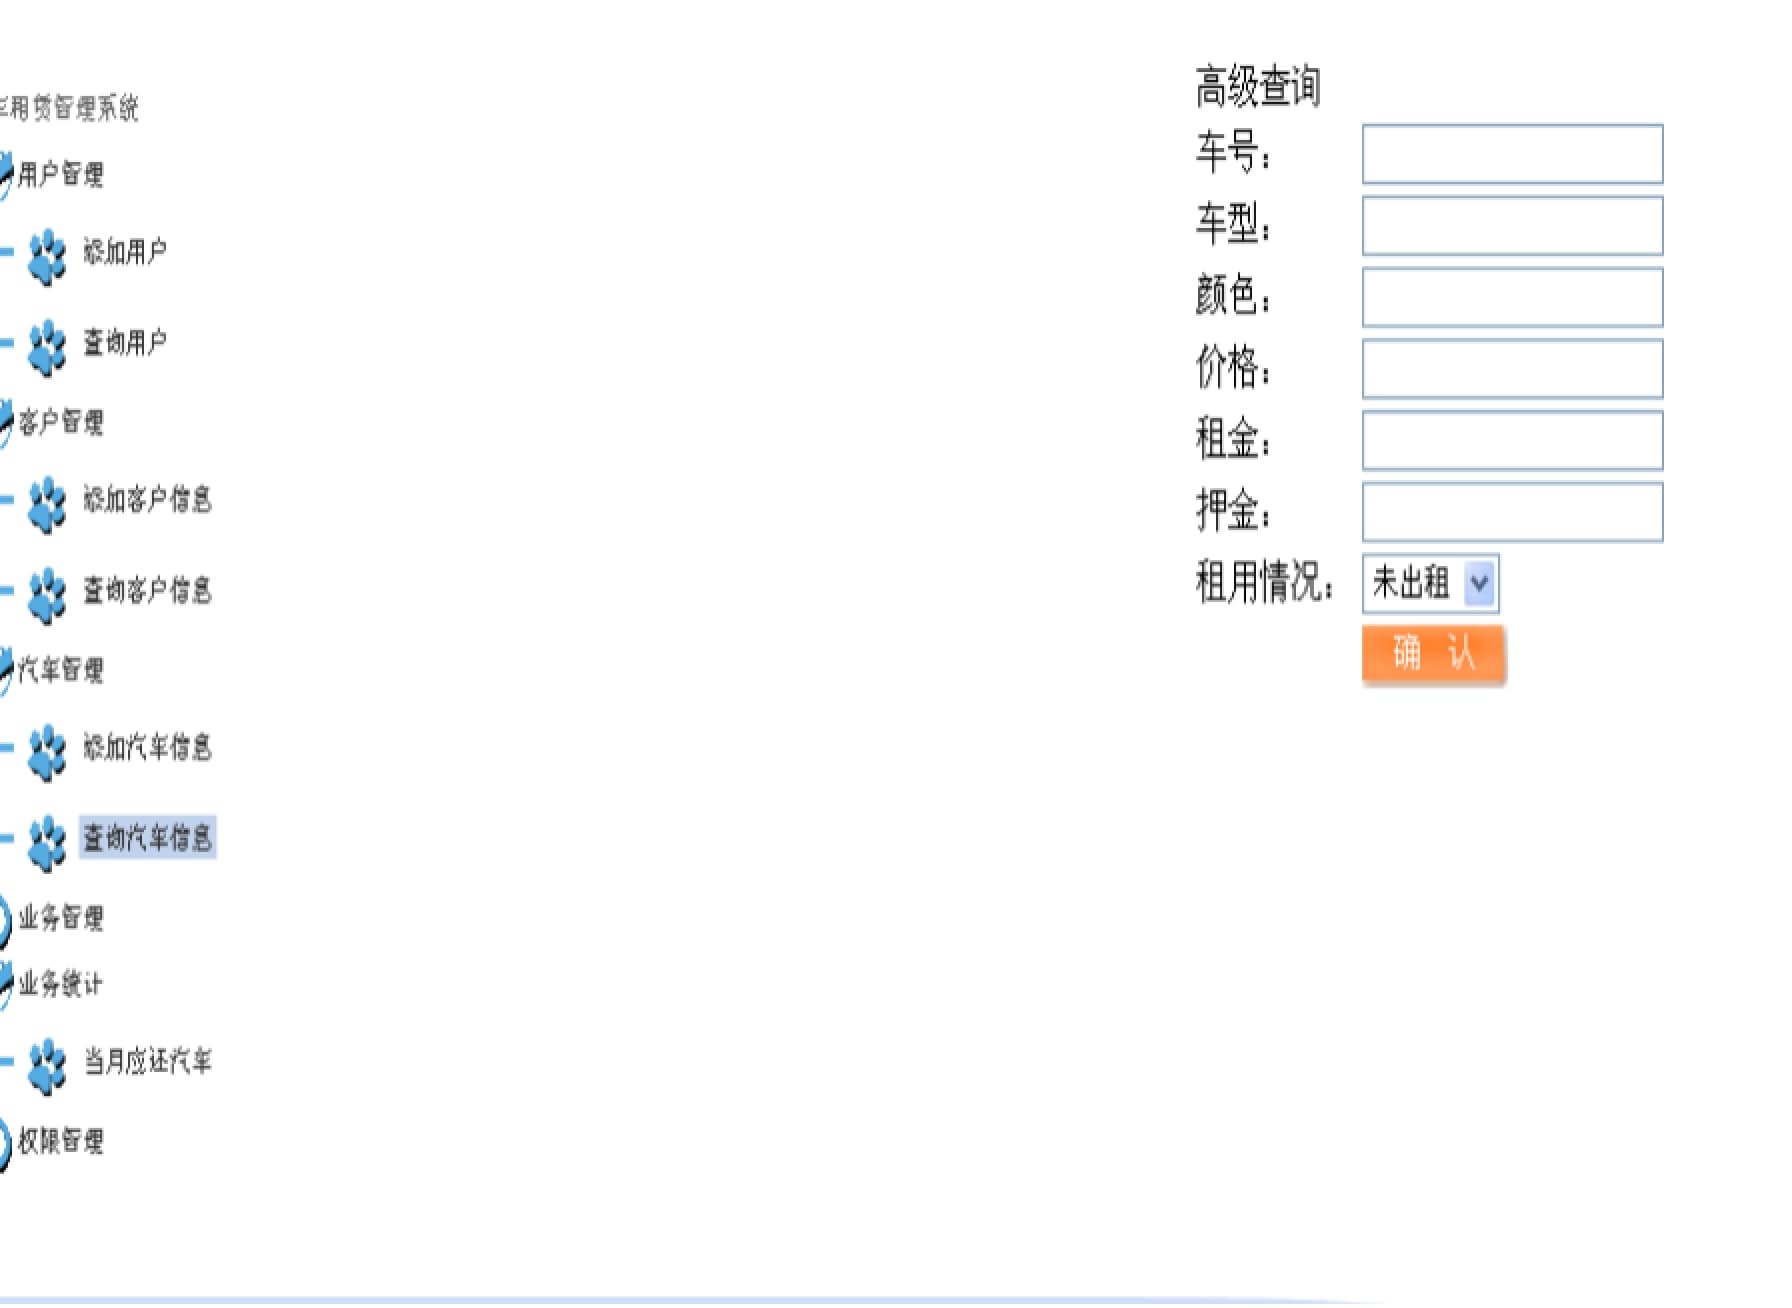 租赁管理系统
用户管理
添加用户
查询用户
客户管理
添加客户信息
查询客户信息
汽车管理
添加汽车信息
查询汽车信息
业务管理
业务统计
当月应还汽车
权限管理
高级查询
车号：
车型：
颜色：
价格：
租金：
押金：
租用情况： 未出租
确 认